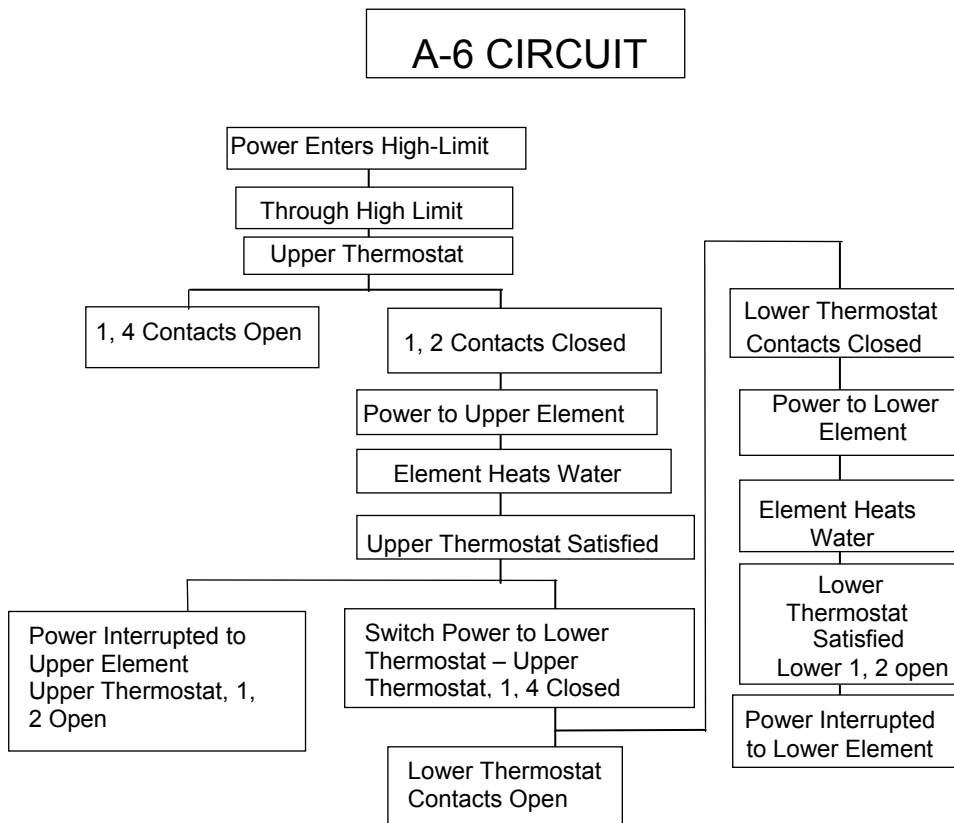 A-6 CIRCUIT
Power Enters High-Limit
Through High Limit
Upper Thermostat
1, 4 Contacts Open
1, 2 Contacts Closed
Power to Upper Element
Element Heats Water
Upper Thermostat Satisfied
Power Interrupted to
Upper Element
Upper Thermostat, 1,
2 Open
Switch Power to Lower
Thermostat – Upper
Thermostat, 1, 4 Closed
Lower Thermostat
Contacts Open
Lower Thermostat
Contacts Closed
Power to Lower
Element
Element Heats
Water
Lower
Thermostat
Satisfied
Lower 1, 2 open
Power Interrupted
to Lower Element